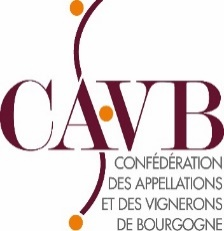 CAVB
CONFÉDÉRATION
DES APPELLATIONS
ET DES VIGNERONS
DE BOURGOGNE